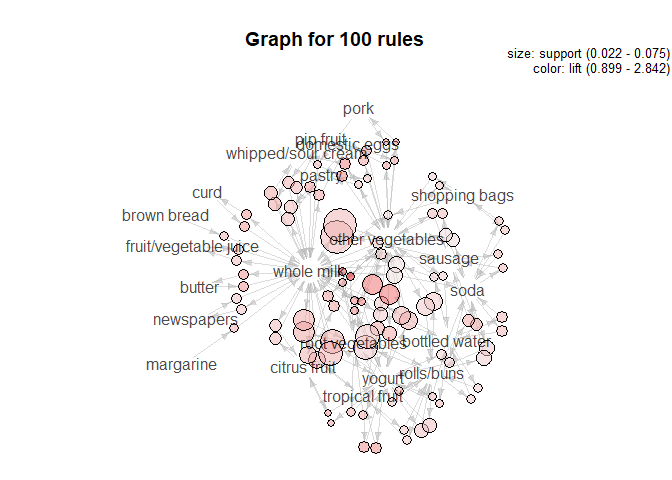 Graph for 100 rules
size: support (0.022 - 0.075)
color: lift (0.899 - 2.842)
pork
pip fruit
domestic eggs
whipped/sour cream
pastry
curd
shopping bags
brown bread
other vegetables
fruit/vegetable juice
sausage
whole milk
butter
soda
newspapers
root vegetables
bottled water
margarine
citrus fruit
yogurt
rolls/buns
tropical fruit